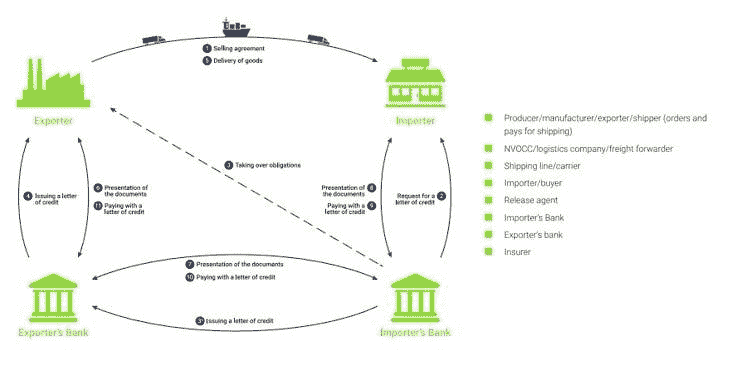 1 Selling agreement
5 Delivery of goods
Exporter
Importer
3 Taking over obligations
4 Issuing a letter
of credit
6 Presentation of
the documents
11 Paying with a
letter of credit
Presentation of 8
the documents
Paying with a 9
letter of credit
Request for a 2
letter of credit
7 Presentation of the documents
10 Paying with a letter of credit
3' Issuing a letter of credit
Exporter's Bank
Importer's Bank
Producer/manufacturer/exporter/shipper (orders and
pays for shipping)
NVOCC/logistics company/freight forwarder
Shipping line/carrier
Importer/buyer
Release agent
Importer's Bank
Exporter's bank
Insurer